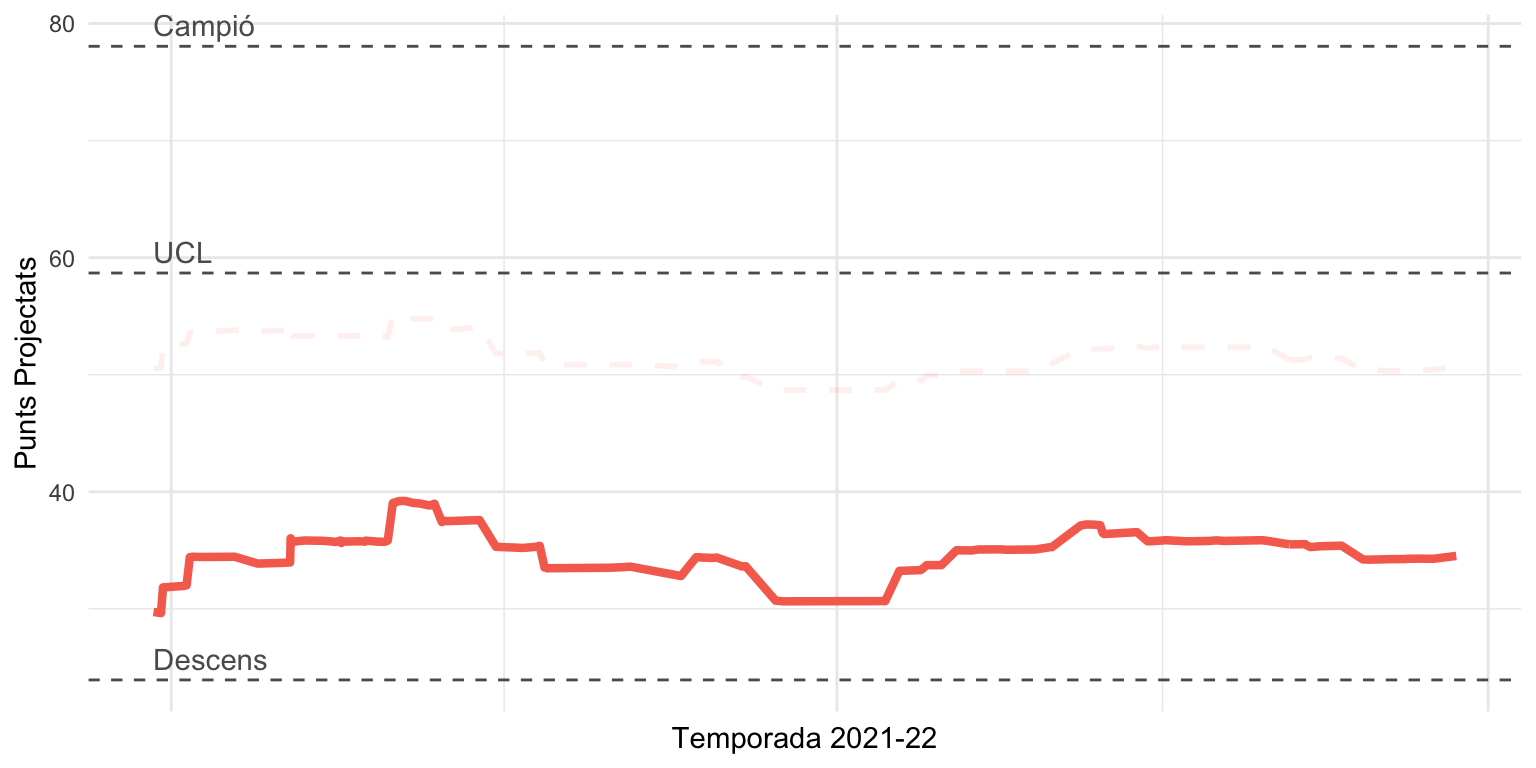 80
Campió
UCL
60
Punts Projectats
40
Descens
Temporada 2021-22